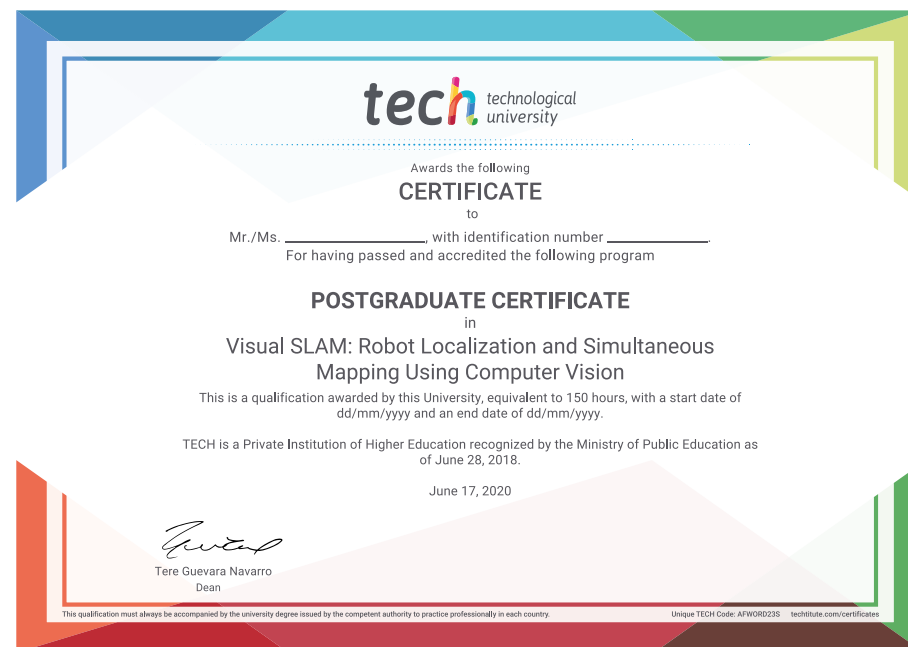 tech technological
university
Awards the following
CERTIFICATE
to
Mr./Ms. ____________________, with identification number _______________.
For having passed and accredited the following program
POSTGRADUATE CERTIFICATE
in
Visual SLAM: Robot Localization and Simultaneous
Mapping Using Computer Vision
This is a qualification awarded by this University, equivalent to 150 hours, with a start date of
dd/mm/yyyy and an end date of dd/mm/yyyy.
TECH is a Private Institution of Higher Education recognized by the Ministry of Public Education as
of June 28, 2018.
June 17, 2020
Tere Guevara Navarro
Dean
This qualification must always be accompanied by the university degree issued by the competent authority to practice professionally in each country. Unique TECH Code: AFWORD23S techtitute.com/certificates